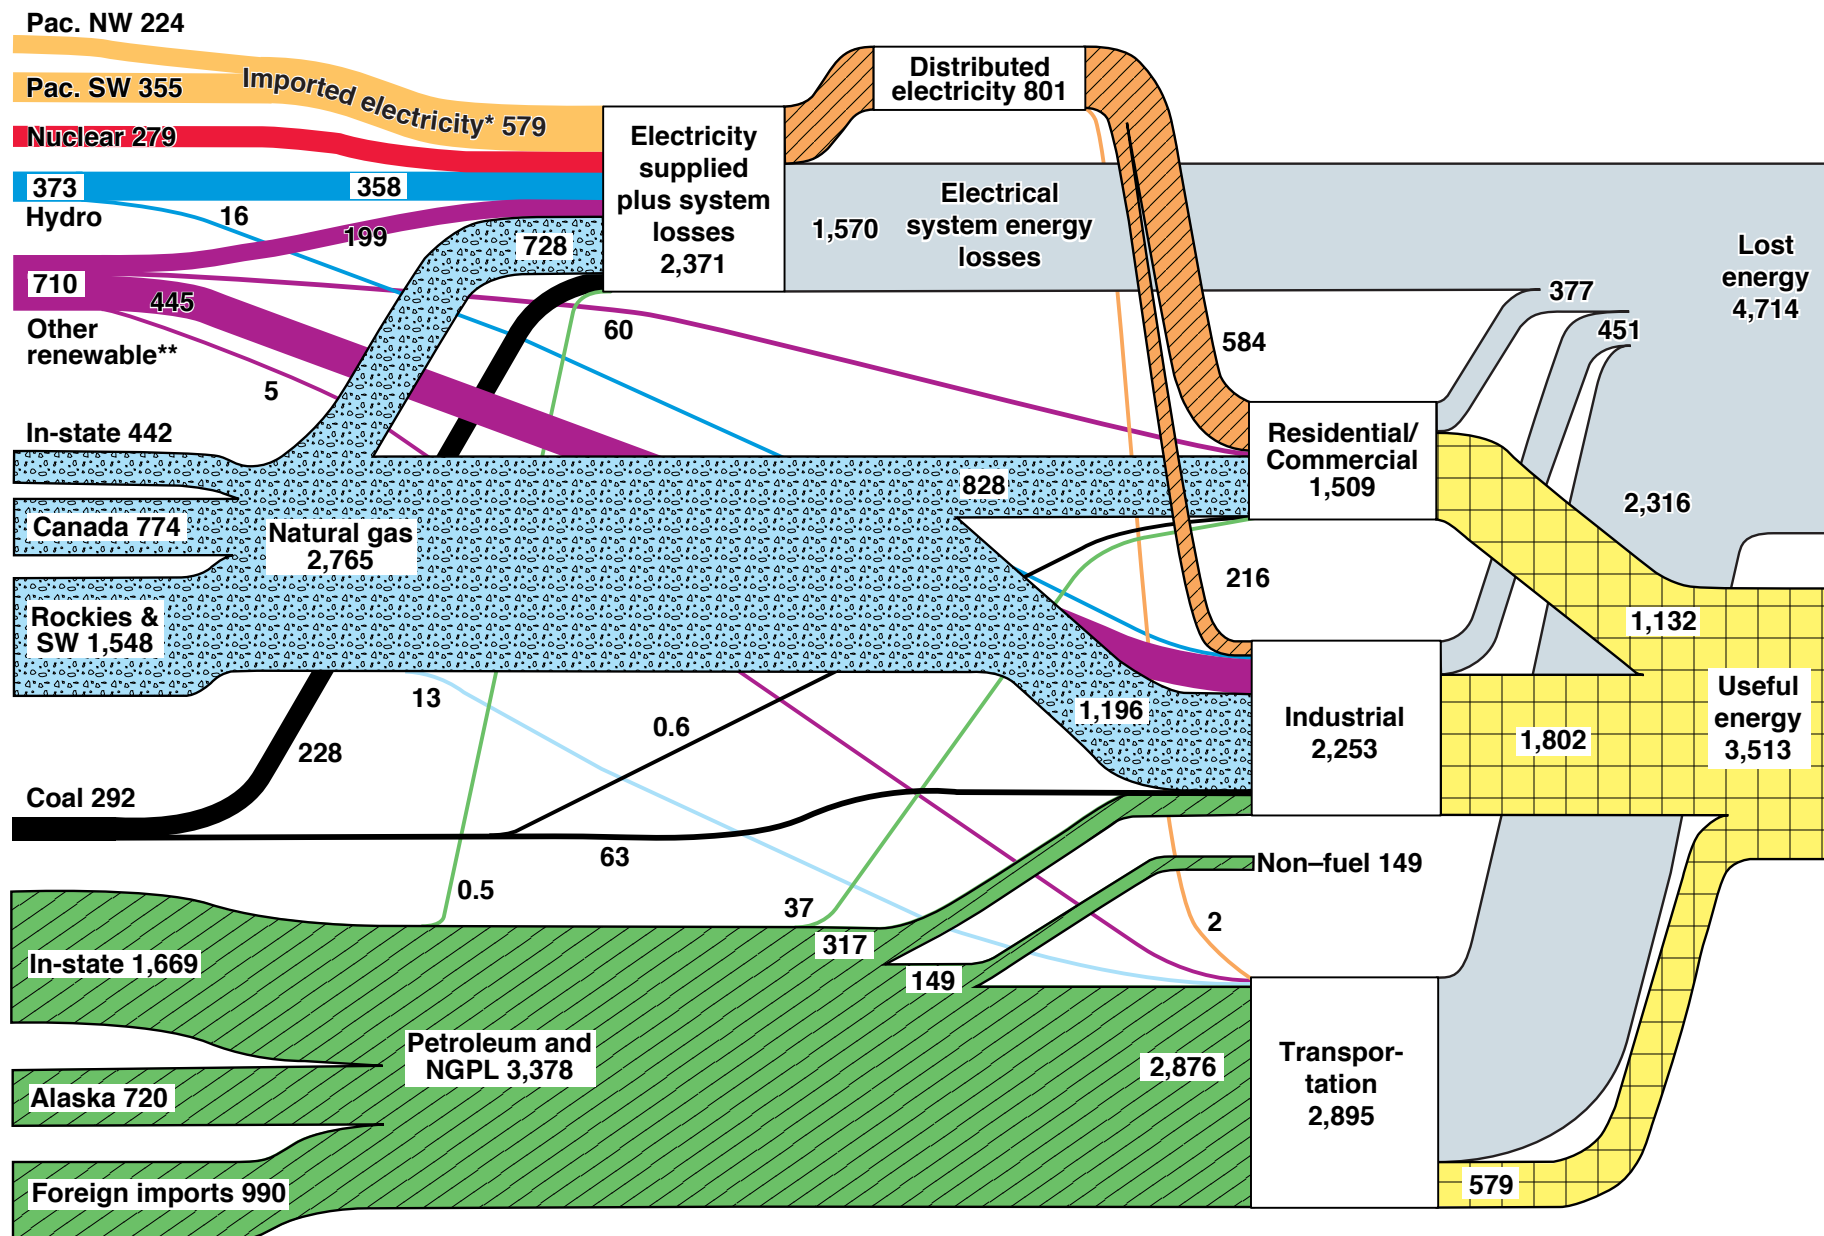 Pac. NW 224
Pac. SW 355
Imported electricity* 579
Nuclear 279
373
Hydro
358
16
199
710
445
Other
renewable**
5
60
728
In-state 442
Canada 774
Rockies &
SW 1,548
Natural gas
2,765
Coal 292
228
13
0.6
63
0.5
37
In-state 1,669
Alaska 720
Foreign imports 990
Petroleum and
NGPL 3,378
317
149
Electricity
supplied
plus system
losses
2,371
Distributed
electricity 801
1,570
Electrical
system energy
losses
584
828
216
1,196
Non–fuel 149
2
2,876
Residential/
Commercial
1,509
Industrial
2,253
Transpor-
tation
2,895
377
451
2,316
Lost
energy
4,714
1,132
1,802
579
Useful
energy
3,513